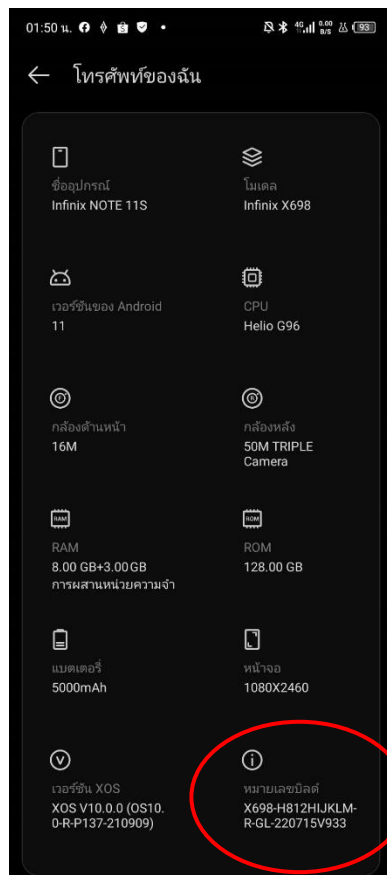 01:50 น.
4G 0.00 B/S 93
โทรศัพท์ของฉัน
ชื่ออุปกรณ์
Infinix NOTE 11S
โมเดล
Infinix X698
เวอร์ชันของ Android
11
CPU
Helio G96
กล้องด้านหน้า
16M
กล้องหลัง
50M TRIPLE
Camera
RAM
RAM
8.00 GB+3.00GB
การผสานหน่วยความจำ
ROM
ROM
128.00 GB
แบตเตอรี่
5000mAh
หน้าจอ
1080X2460
เวอร์ชัน XOS
XOS V10.0.0 (OS10.
0-R-P137-210909)
หมายเลขบิลด์
X698-H812HIJKLM-
R-GL-220715V933